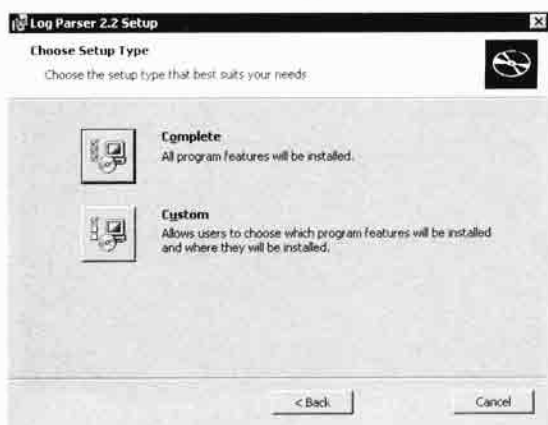 Log Parser 2.2 Setup
Choose Setup Type
Choose the setup type that best suits your needs
Complete
All program features will be installed.
Custom
Allows users to choose which program features will be installed
and where they will be installed.
< Back
Cancel